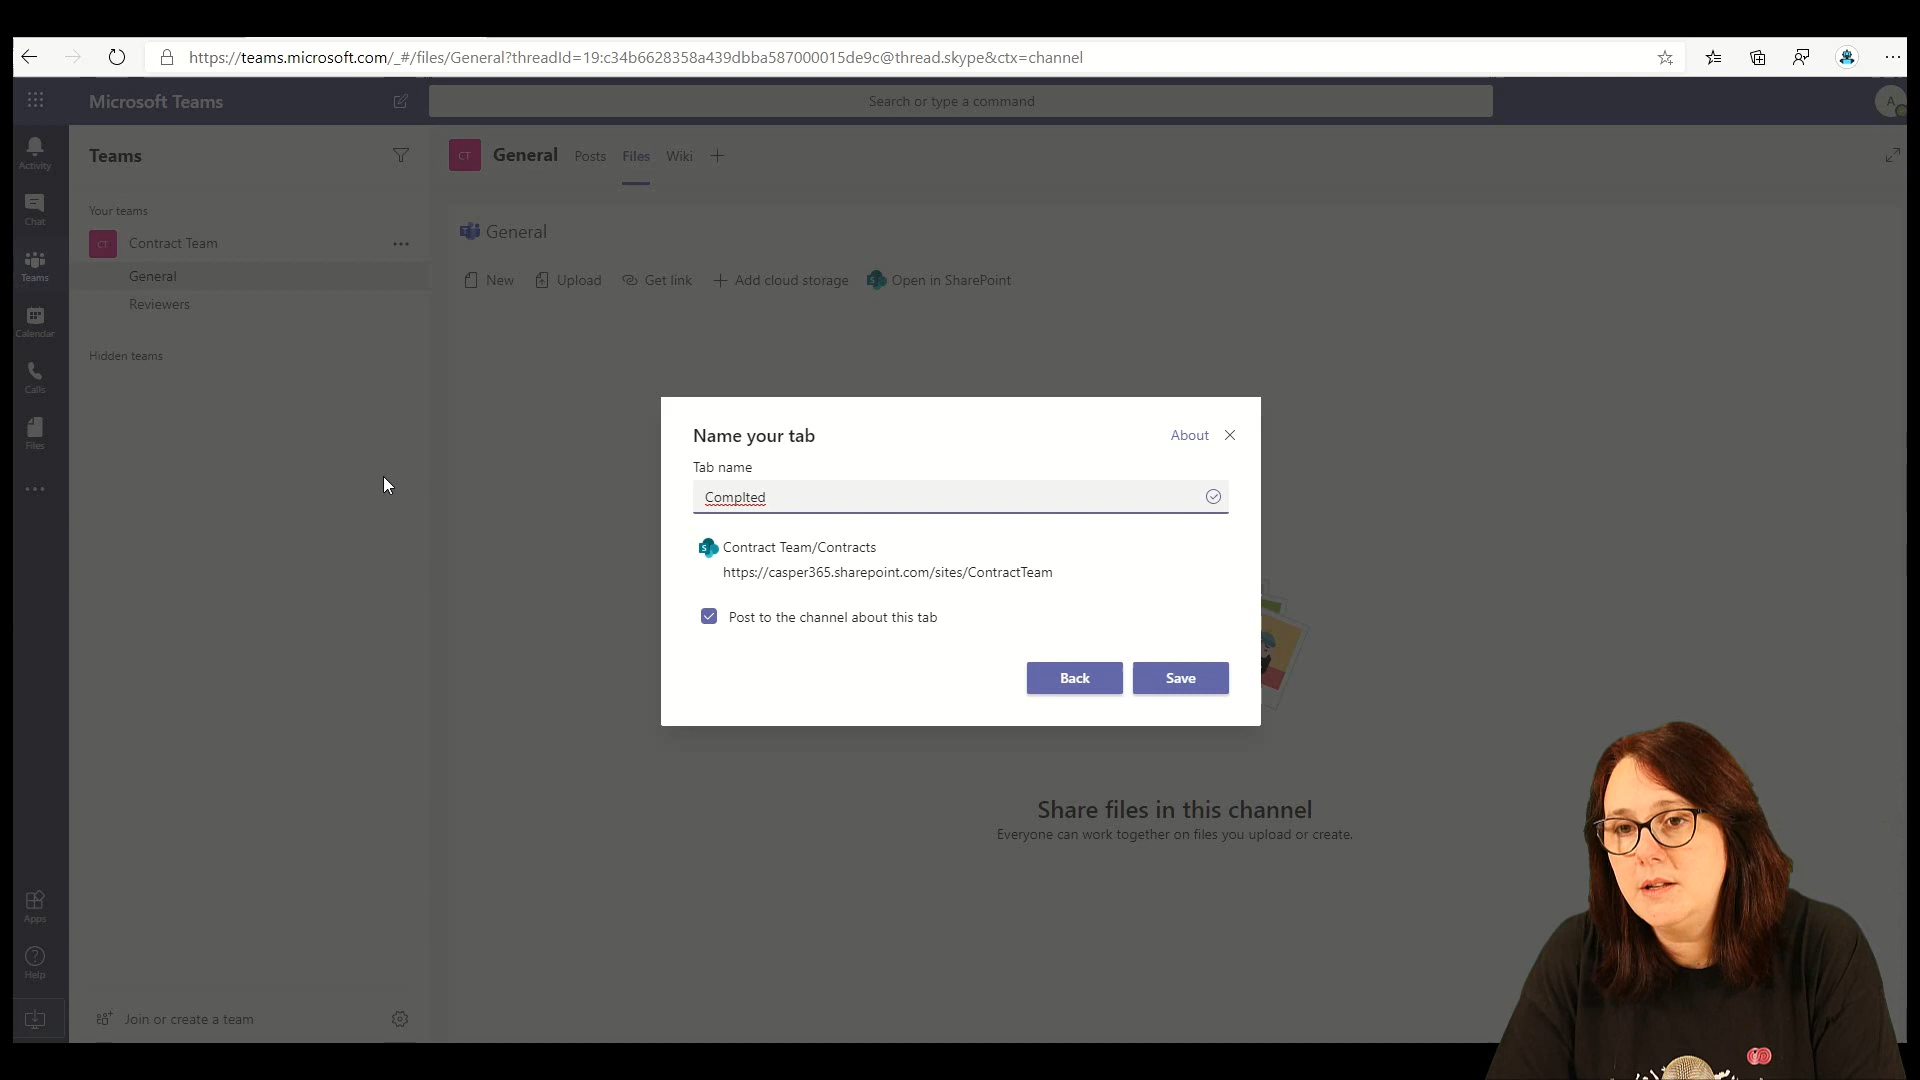 https://teams.microsoft.com/_#/files/General?threadId=19:c34b6628358a439dbba587000015de9c@thread.skype&ctx=channel
Microsoft Teams
Search or type a command
A
Activity
Chat
Teams
Calendar
Calls
Files
Apps
Help
Teams
Your teams
CT Contract Team
General
Reviewers
Hidden teams
Join or create a team
CT General Posts Files Wiki
General
New Upload Get link Add cloud storage Open in SharePoint
Name your tab About
Tab name
Complted
Contract Team/Contracts
https://casper365.sharepoint.com/sites/ContractTeam
Post to the channel about this tab
Back Save
Share files in this channel
Everyone can work together on files you upload or create.